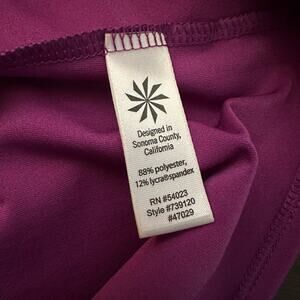 Designed in
Sonoma County,
California
88% polyester,
12% lycra®spandex
RN #54023
Style #739120
#47029